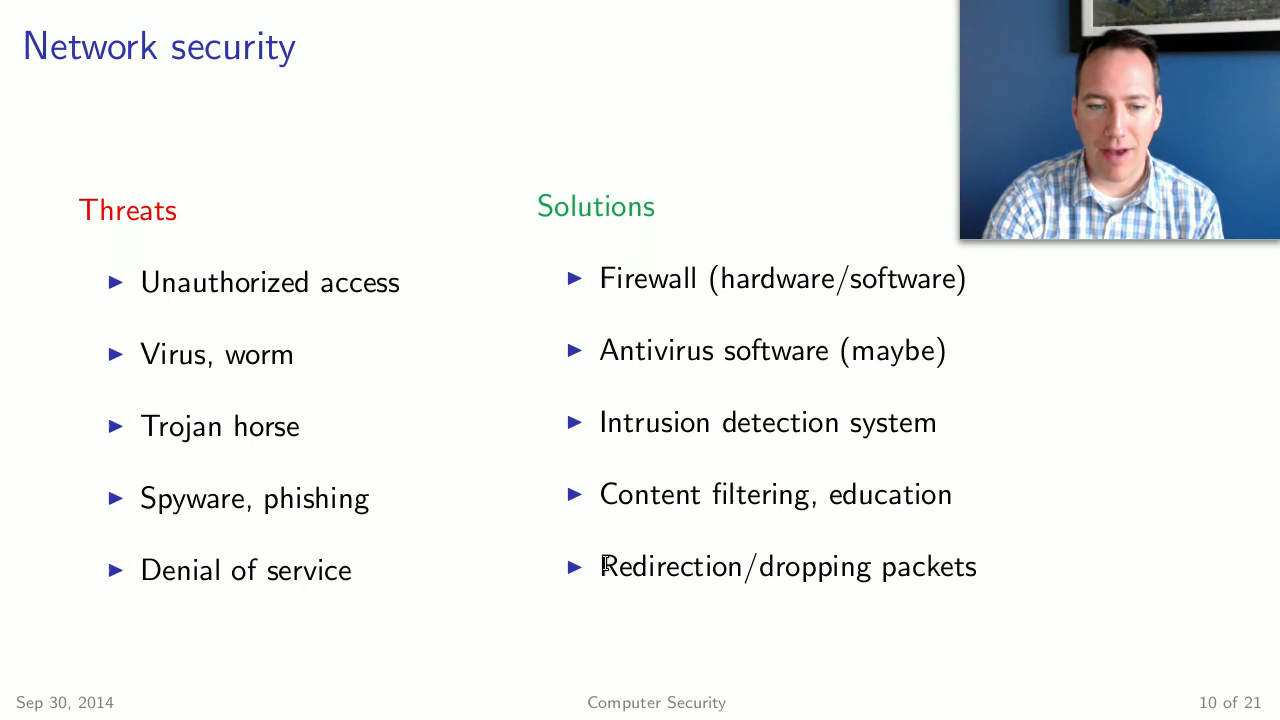 Network security
Threats
Unauthorized access
Virus, worm
Trojan horse
Spyware, phishing
Denial of service
Solutions
Firewall (hardware/software)
Antivirus software (maybe)
Intrusion detection system
Content filtering, education
Redirection/dropping packets
Sep 30, 2014
Computer Security
10 of 21